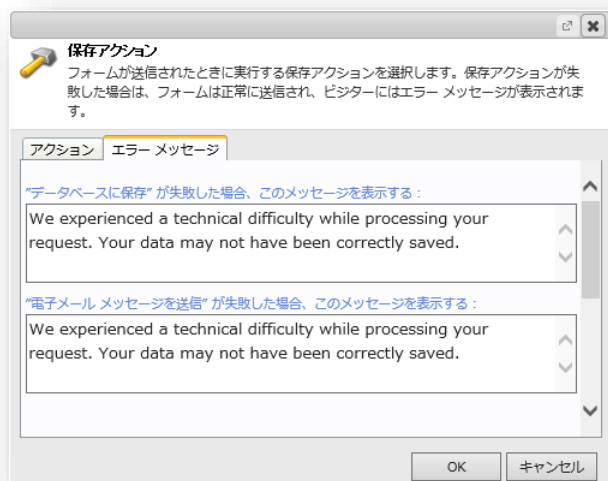 保存アクション
フォームが送信されたときに実行する保存アクションを選択します。保存アクションが失
敗した場合は、フォームは正常に送信され、ビジターにはエラー メッセージが表示されま
す。
アクション エラー メッセージ
"データベースに保存" が失敗した場合、このメッセージを表示する :
We experienced a technical difficulty while processing your
request. Your data may not have been correctly saved.
"電子メール メッセージを送信" が失敗した場合、このメッセージを表示する :
We experienced a technical difficulty while processing your
request. Your data may not have been correctly saved.
OK キャンセル